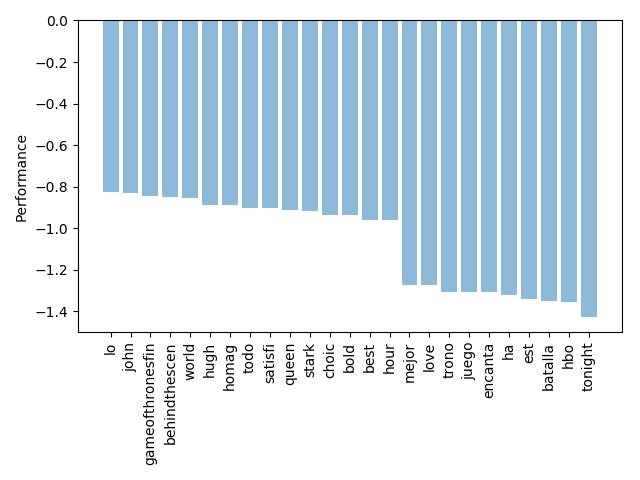 0.0
−0.2
−0.4
−0.6
−0.8
−1.0
−1.2
−1.4
Performance
lo
john
gameofthronesfin
behindthescen
world
hugh
homag
todo
satisfi
queen
stark
choic
bold
best
hour
mejor
love
trono
juego
encanta
ha
est
batalla
hbo
tonight